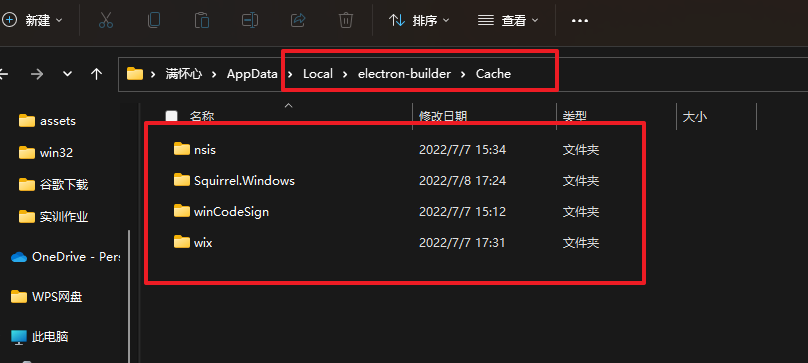 新建 排序 查看
满怀心 AppData Local electron-builder Cache
名称 修改日期 类型 大小
assets
win32
谷歌下载
实训作业
OneDrive - Pers
WPS网盘
此电脑
nsis 2022/7/7 15:34 文件夹
Squirrel.Windows 2022/7/8 17:24 文件夹
winCodeSign 2022/7/7 15:12 文件夹
wix 2022/7/7 17:31 文件夹